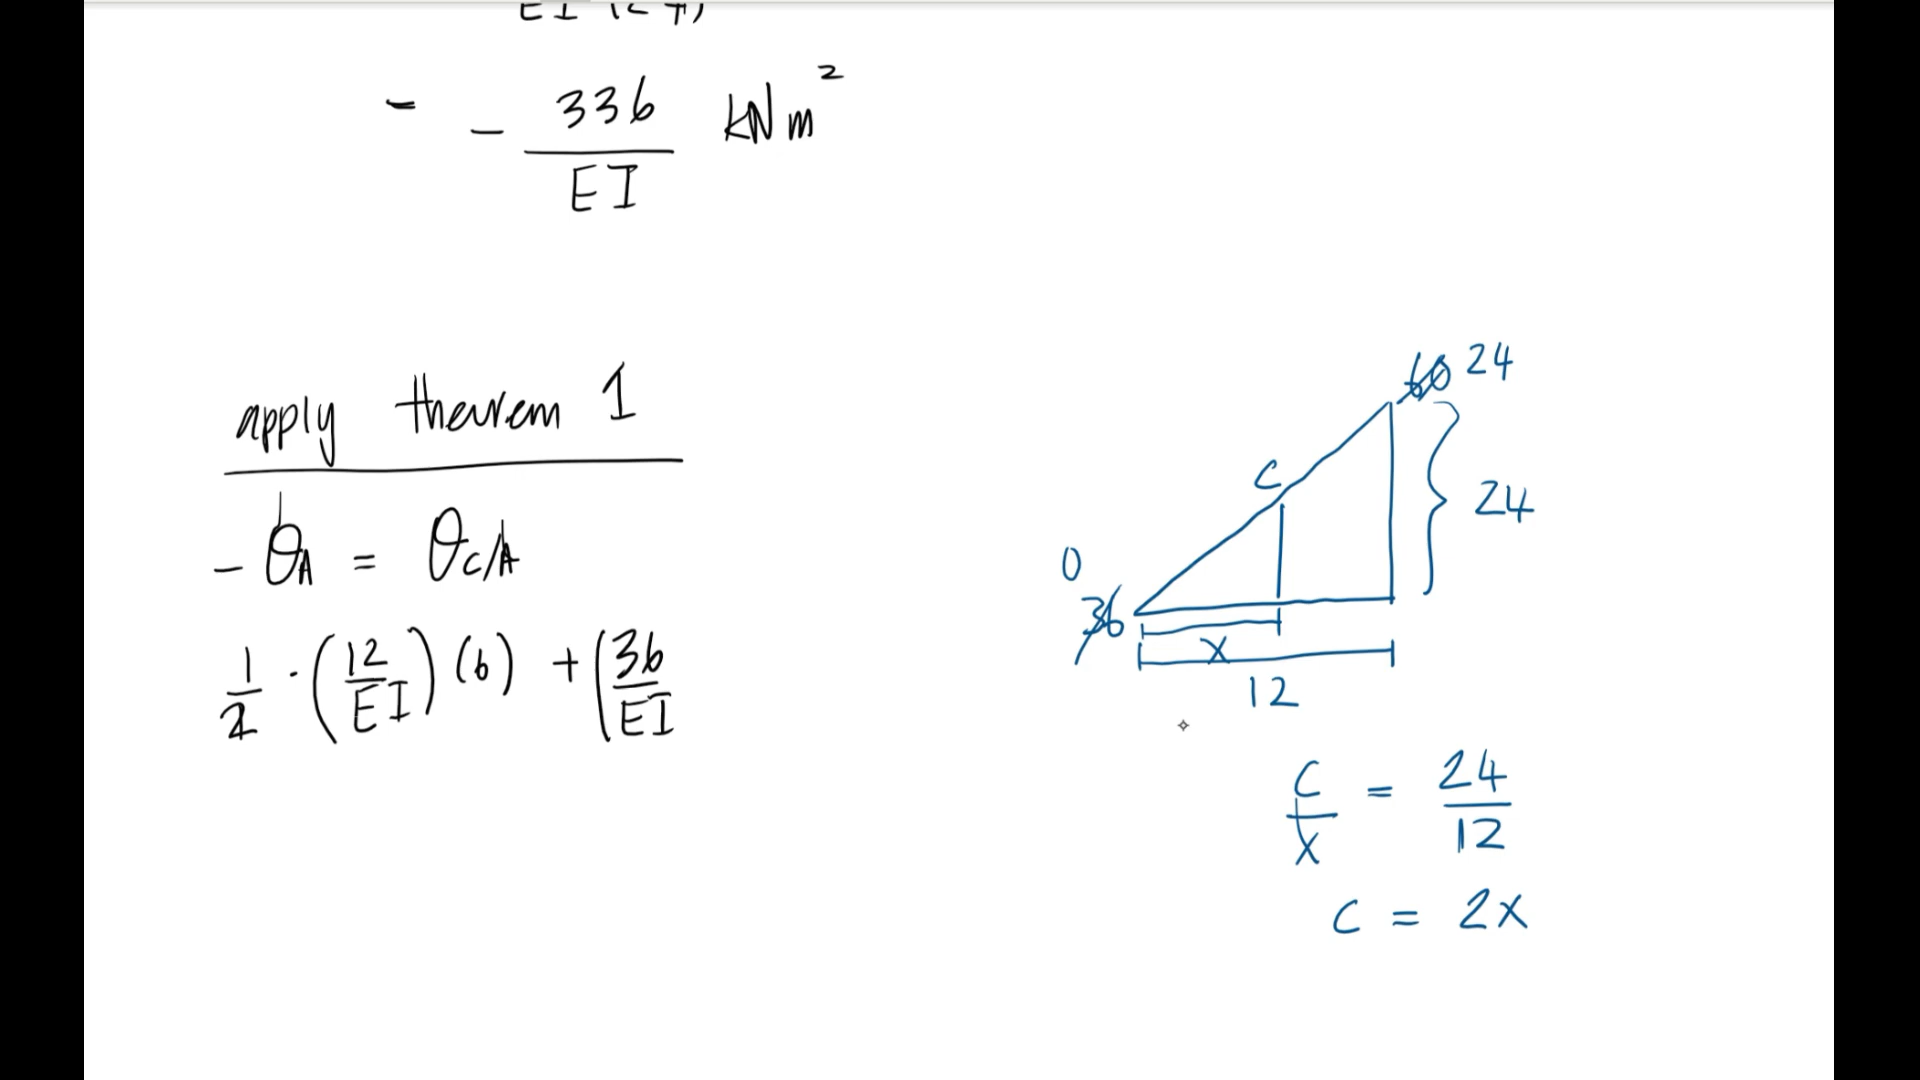 - - 336/EI kNm²
apply theorem 1
- θA = θC/A
1/2 · (12/EI) (6) + (36/EI
60 24
C
24
0
36
x
12
C/x = 24/12
C = 2x